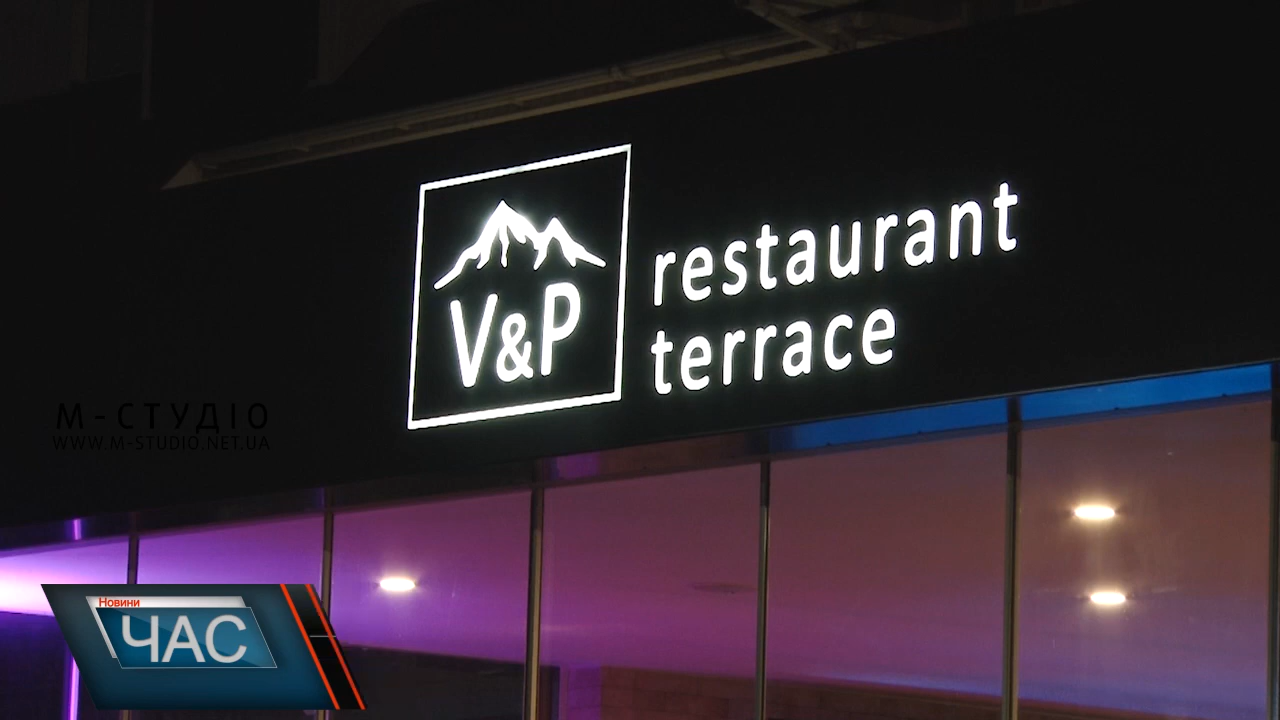 V&P
restaurant
terrace
М-СТУДІО
WWW.M-STUDIO.NET.UA
Новини
ЧАС